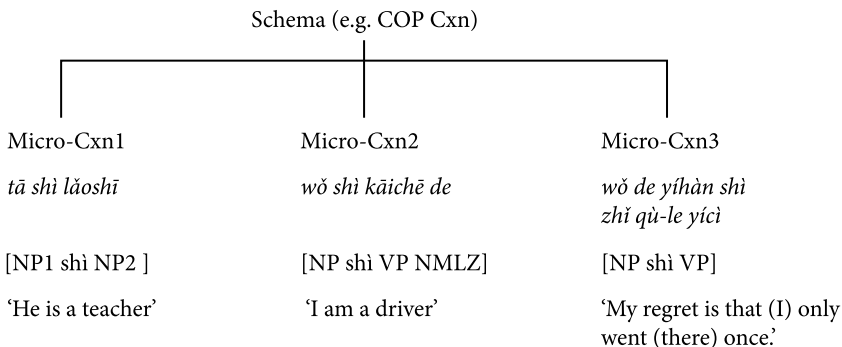 Schema (e.g. COP Cxn)
Micro-Cxn1
tā shì lǎoshī
[NP1 shì NP2 ]
‘He is a teacher’
Micro-Cxn2
wǒ shì kāichē de
[NP shì VP NMLZ]
‘I am a driver’
Micro-Cxn3
wǒ de yíhàn shì
zhǐ qù-le yícì
[NP shì VP]
‘My regret is that (I) only
went (there) once.’